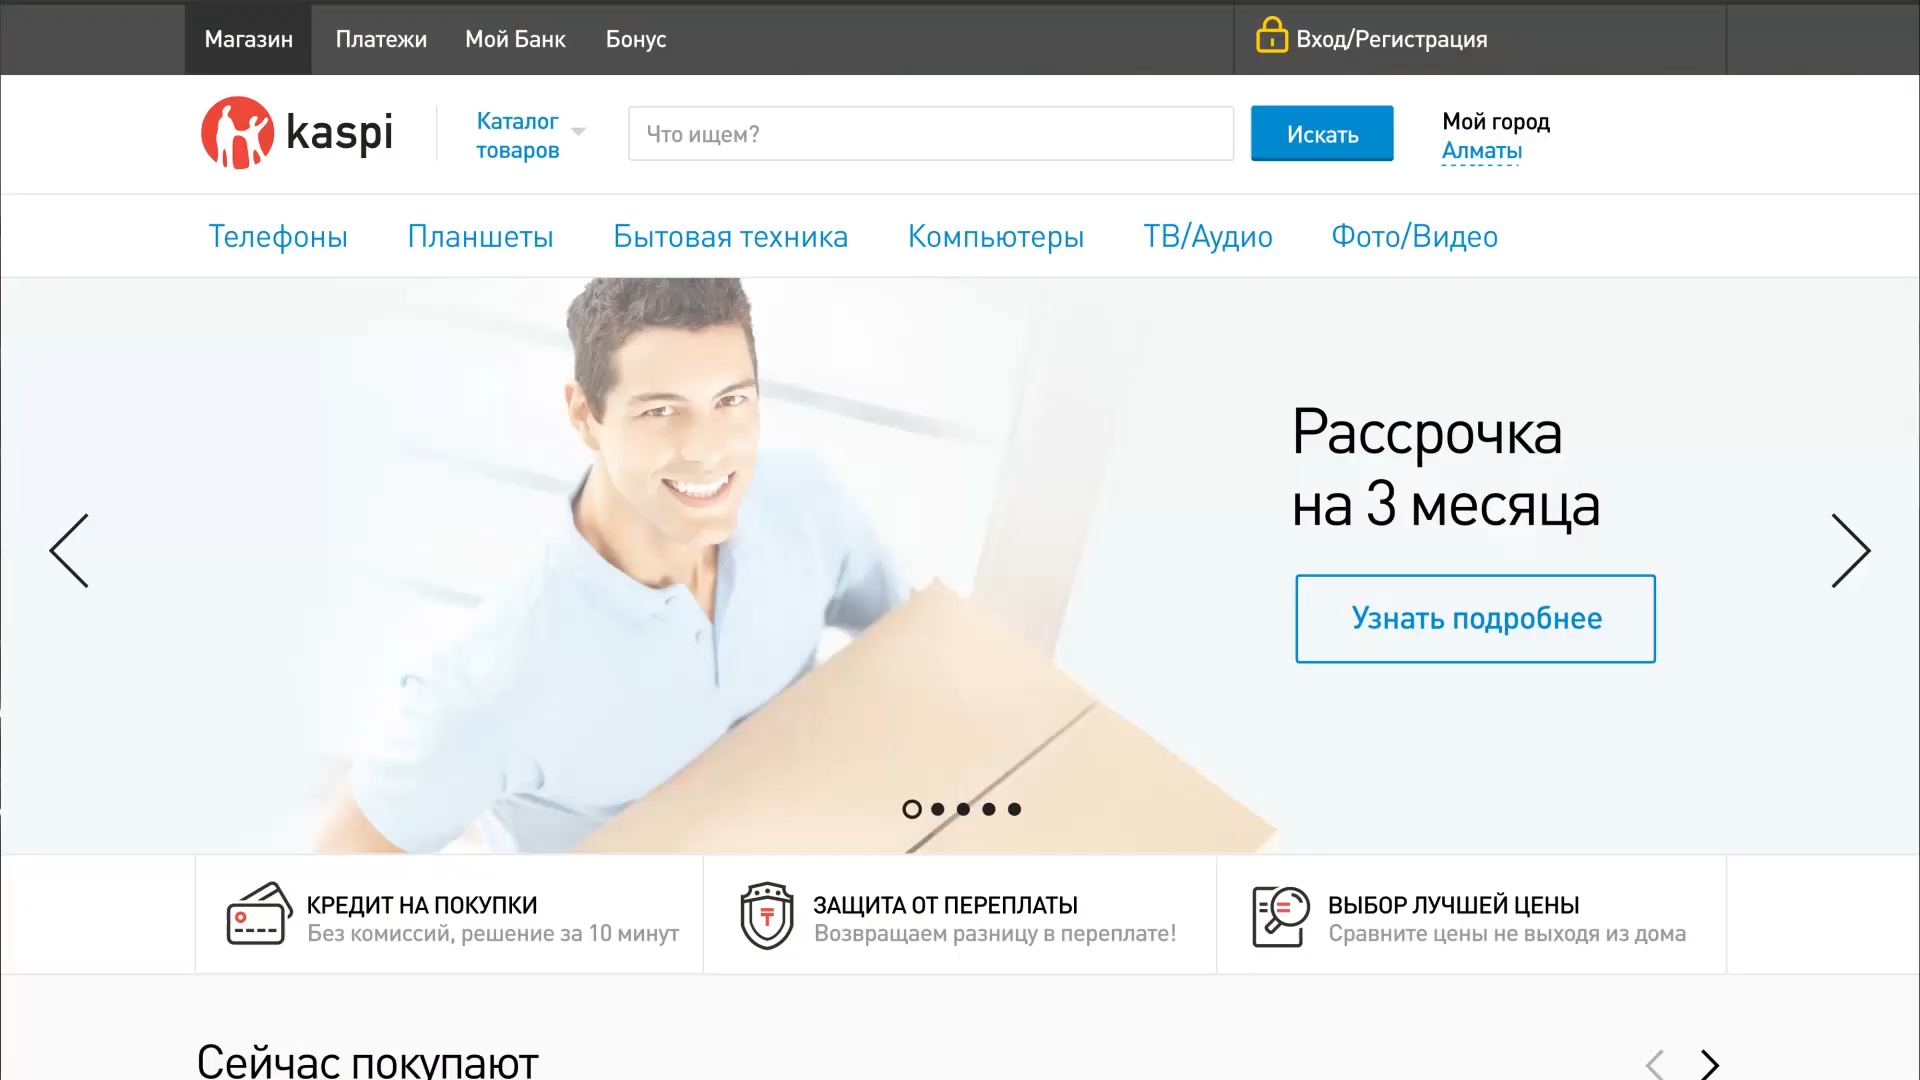 Магазин
Платежи
Мой Банк
Бонус
Вход/Регистрация
kaspi
Каталог
товаров
Что ищем?
Искать
Мой город
Алматы
Телефоны
Планшеты
Бытовая техника
Компьютеры
ТВ/Аудио
Фото/Видео
Рассрочка
на 3 месяца
Узнать подробнее
КРЕДИТ НА ПОКУПКИ
Без комиссий, решение за 10 минут
ЗАЩИТА ОТ ПЕРЕПЛАТЫ
Возвращаем разницу в переплате!
ВЫБОР ЛУЧШЕЙ ЦЕНЫ
Сравните цены не выходя из дома
Сейчас покупают